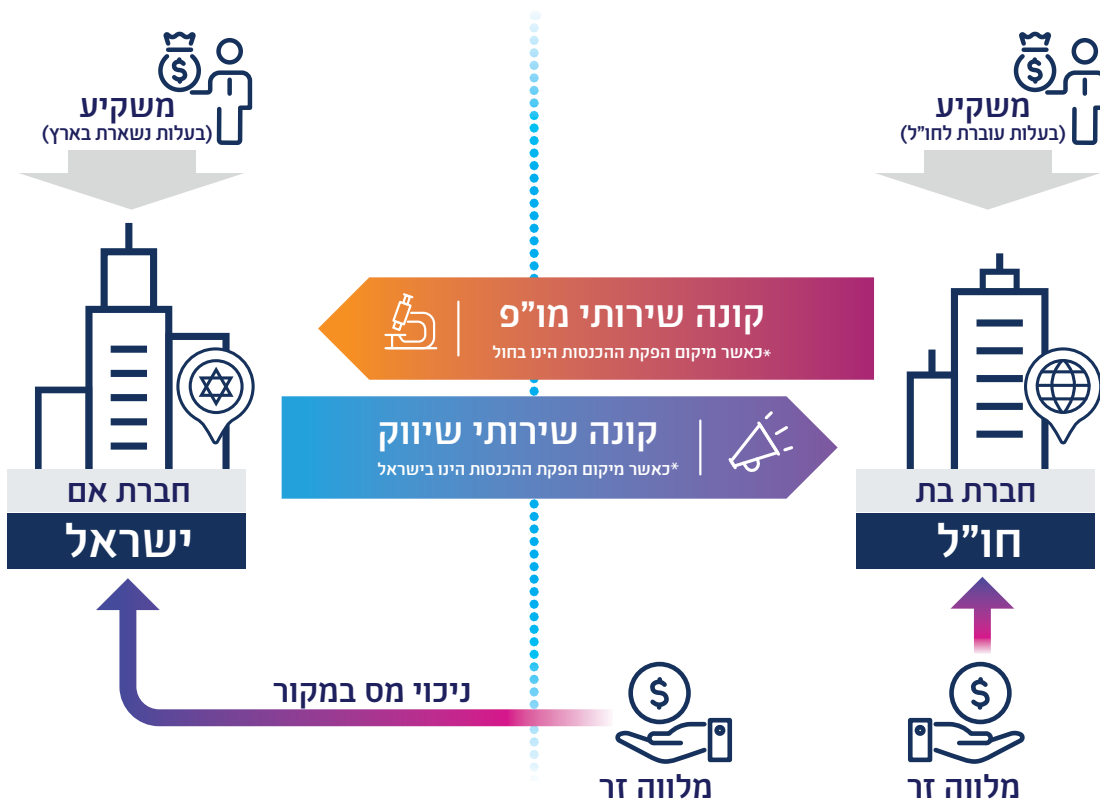 משקיע
(בעלות עוברת לחו"ל)
משקיע
(בעלות נשארת בארץ)
קונה שירותי מו"פ
*כאשר מיקום הפקת ההכנסות הינו בחול
קונה שירותי שיווק
*כאשר מיקום הפקת ההכנסות הינו בישראל
חברת בת
חו"ל
חברת אם
ישראל
ניכוי מס במקור
מלווה זר
מלווה זר